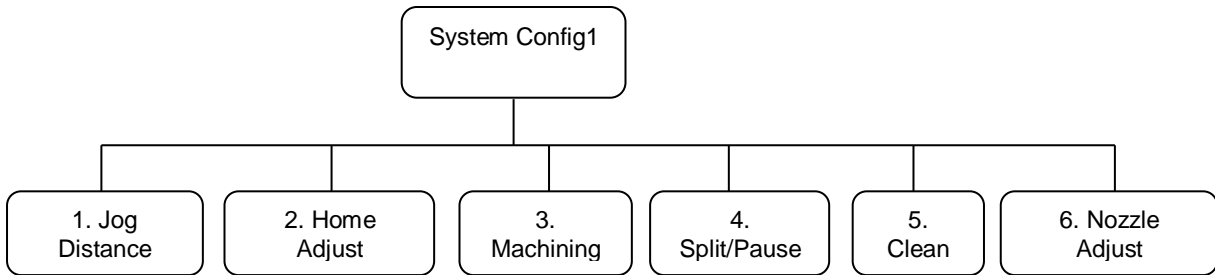 System Config1
1. Jog
Distance
2. Home
Adjust
3.
Machining
4.
Split/Pause
5.
Clean
6. Nozzle
Adjust